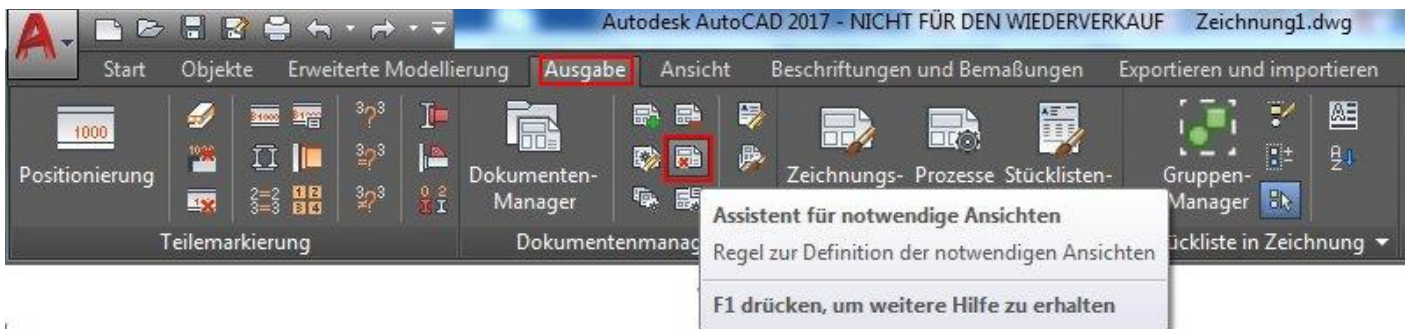 Autodesk AutoCAD 2017 - NICHT FÜR DEN WIEDERVERKAUF Zeichnung1.dwg
Start Objekte Erweiterte Modellierung Ausgabe Ansicht Beschriftungen und Bemaßungen Exportieren und importieren
1000
Positionierung
Dokumenten-
Manager
Zeichnungs- Prozesse Stücklisten-
Gruppen-
Manager
Teilemarkierung
Dokumentenmanag
ückliste in Zeichnung
Assistent für notwendige Ansichten
Regel zur Definition der notwendigen Ansichten
F1 drücken, um weitere Hilfe zu erhalten